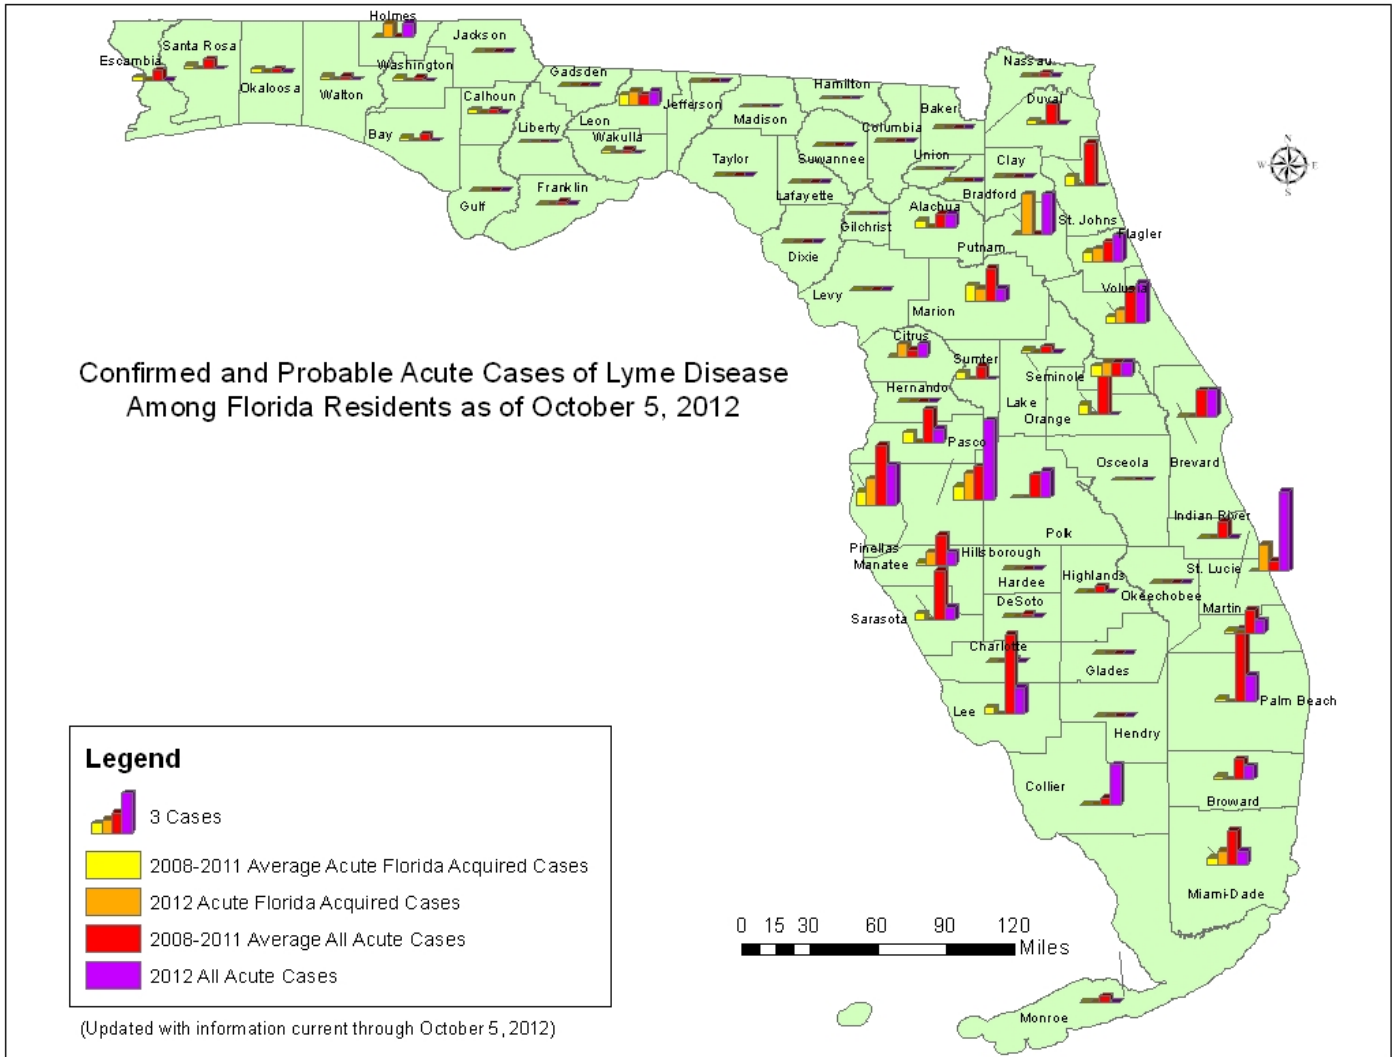 Holmes
Jackson
Santa Rosa
Escambia
Okaloosa
Walton
Washington
Gadsden
Calhoun
Bay
Liberty
Leon
Wakulla
Jefferson
Madison
Hamilton
Columbia
Baker
Nassau
Duval
Taylor
Suwannee
Union
Clay
Lafayette
Bradford
Franklin
Gulf
Alachua
Gilchrist
St. Johns
Flagler
Putnam
Dixie
Levy
Marion
Volusia
Citrus
Sumter
Seminole
Hernando
Lake
Orange
Pasco
Osceola
Brevard
Confirmed and Probable Acute Cases of Lyme Disease
Among Florida Residents as of October 5, 2012
Indian River
Polk
Pinellas
Hillsborough
Manatee
Hardee
Highlands
St. Lucie
Okeechobee
DeSoto
Martin
Sarasota
Charlotte
Glades
Lee
Palm Beach
Hendry
Collier
Broward
Miami-Dade
Monroe
N
W
E
S
0 15 30 60 90 120
Miles
Legend
3 Cases
2008-2011 Average Acute Florida Acquired Cases
2012 Acute Florida Acquired Cases
2008-2011 Average All Acute Cases
2012 All Acute Cases
(Updated with information current through October 5, 2012)